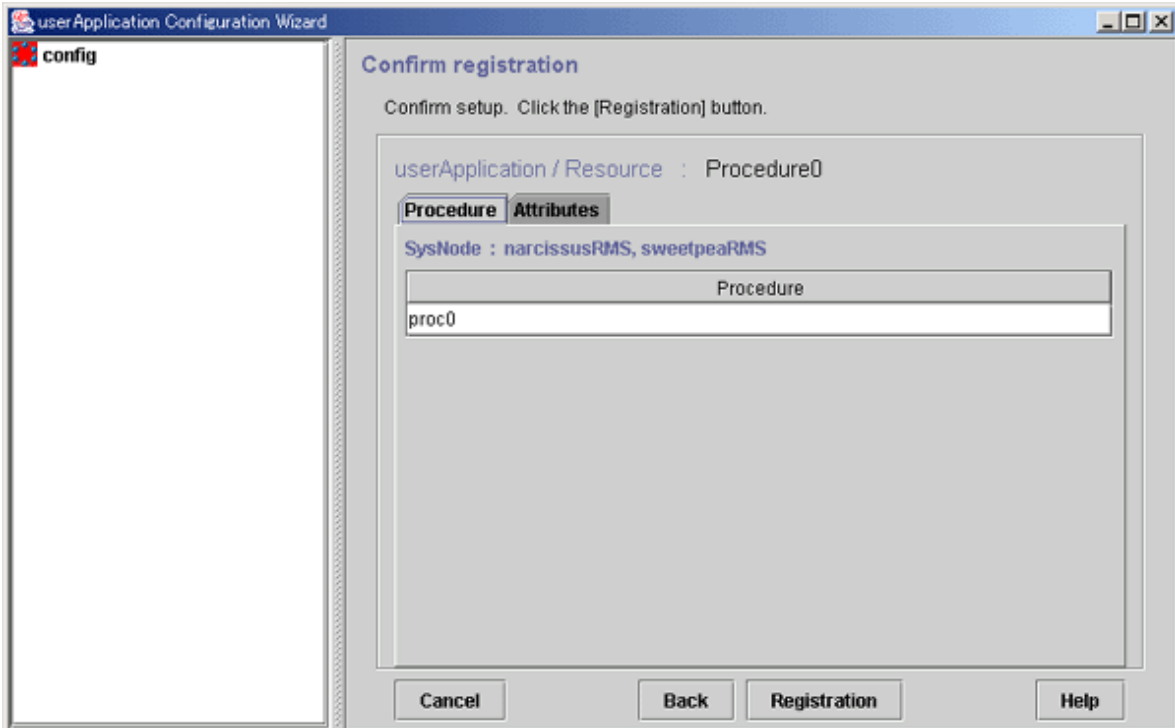 userApplication Configuration Wizard
config
Confirm registration
Confirm setup. Click the [Registration] button.
userApplication / Resource : Procedure0
Procedure Attributes
SysNode : narcissusRMS, sweetpeaRMS
Procedure
proc0
Cancel Back Registration Help